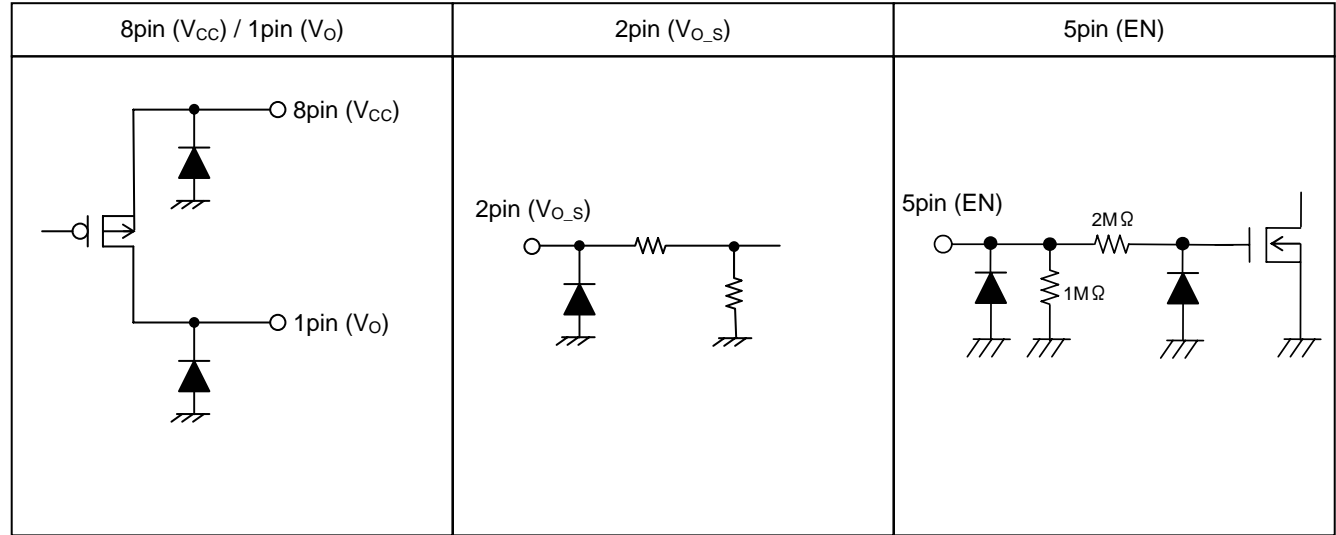 8pin (VCC) / 1pin (VO)
2pin (VO_S)
5pin (EN)
8pin (VCC)
1pin (VO)
2pin (VO_S)
5pin (EN)
2MΩ
1MΩ